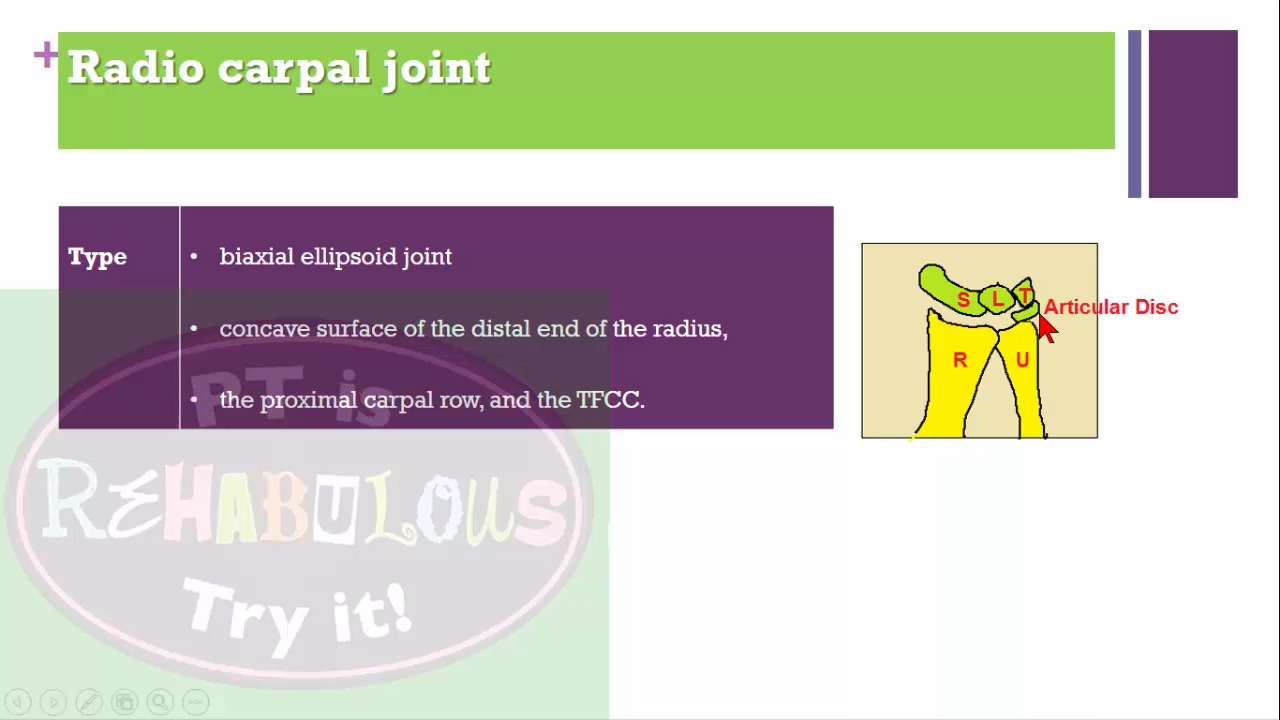 +
Radio carpal joint
Type
• biaxial ellipsoid joint
• concave surface of the distal end of the radius,
• the proximal carpal row, and the TFCC.
S L T
Articular Disc
R U
PT is
REHABULOUS
Try it!